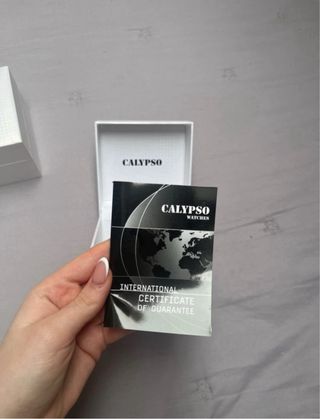 CALYPSO
CALYPSO
WATCHES
INTERNATIONAL
CERTIFICATE
OF GUARANTEE